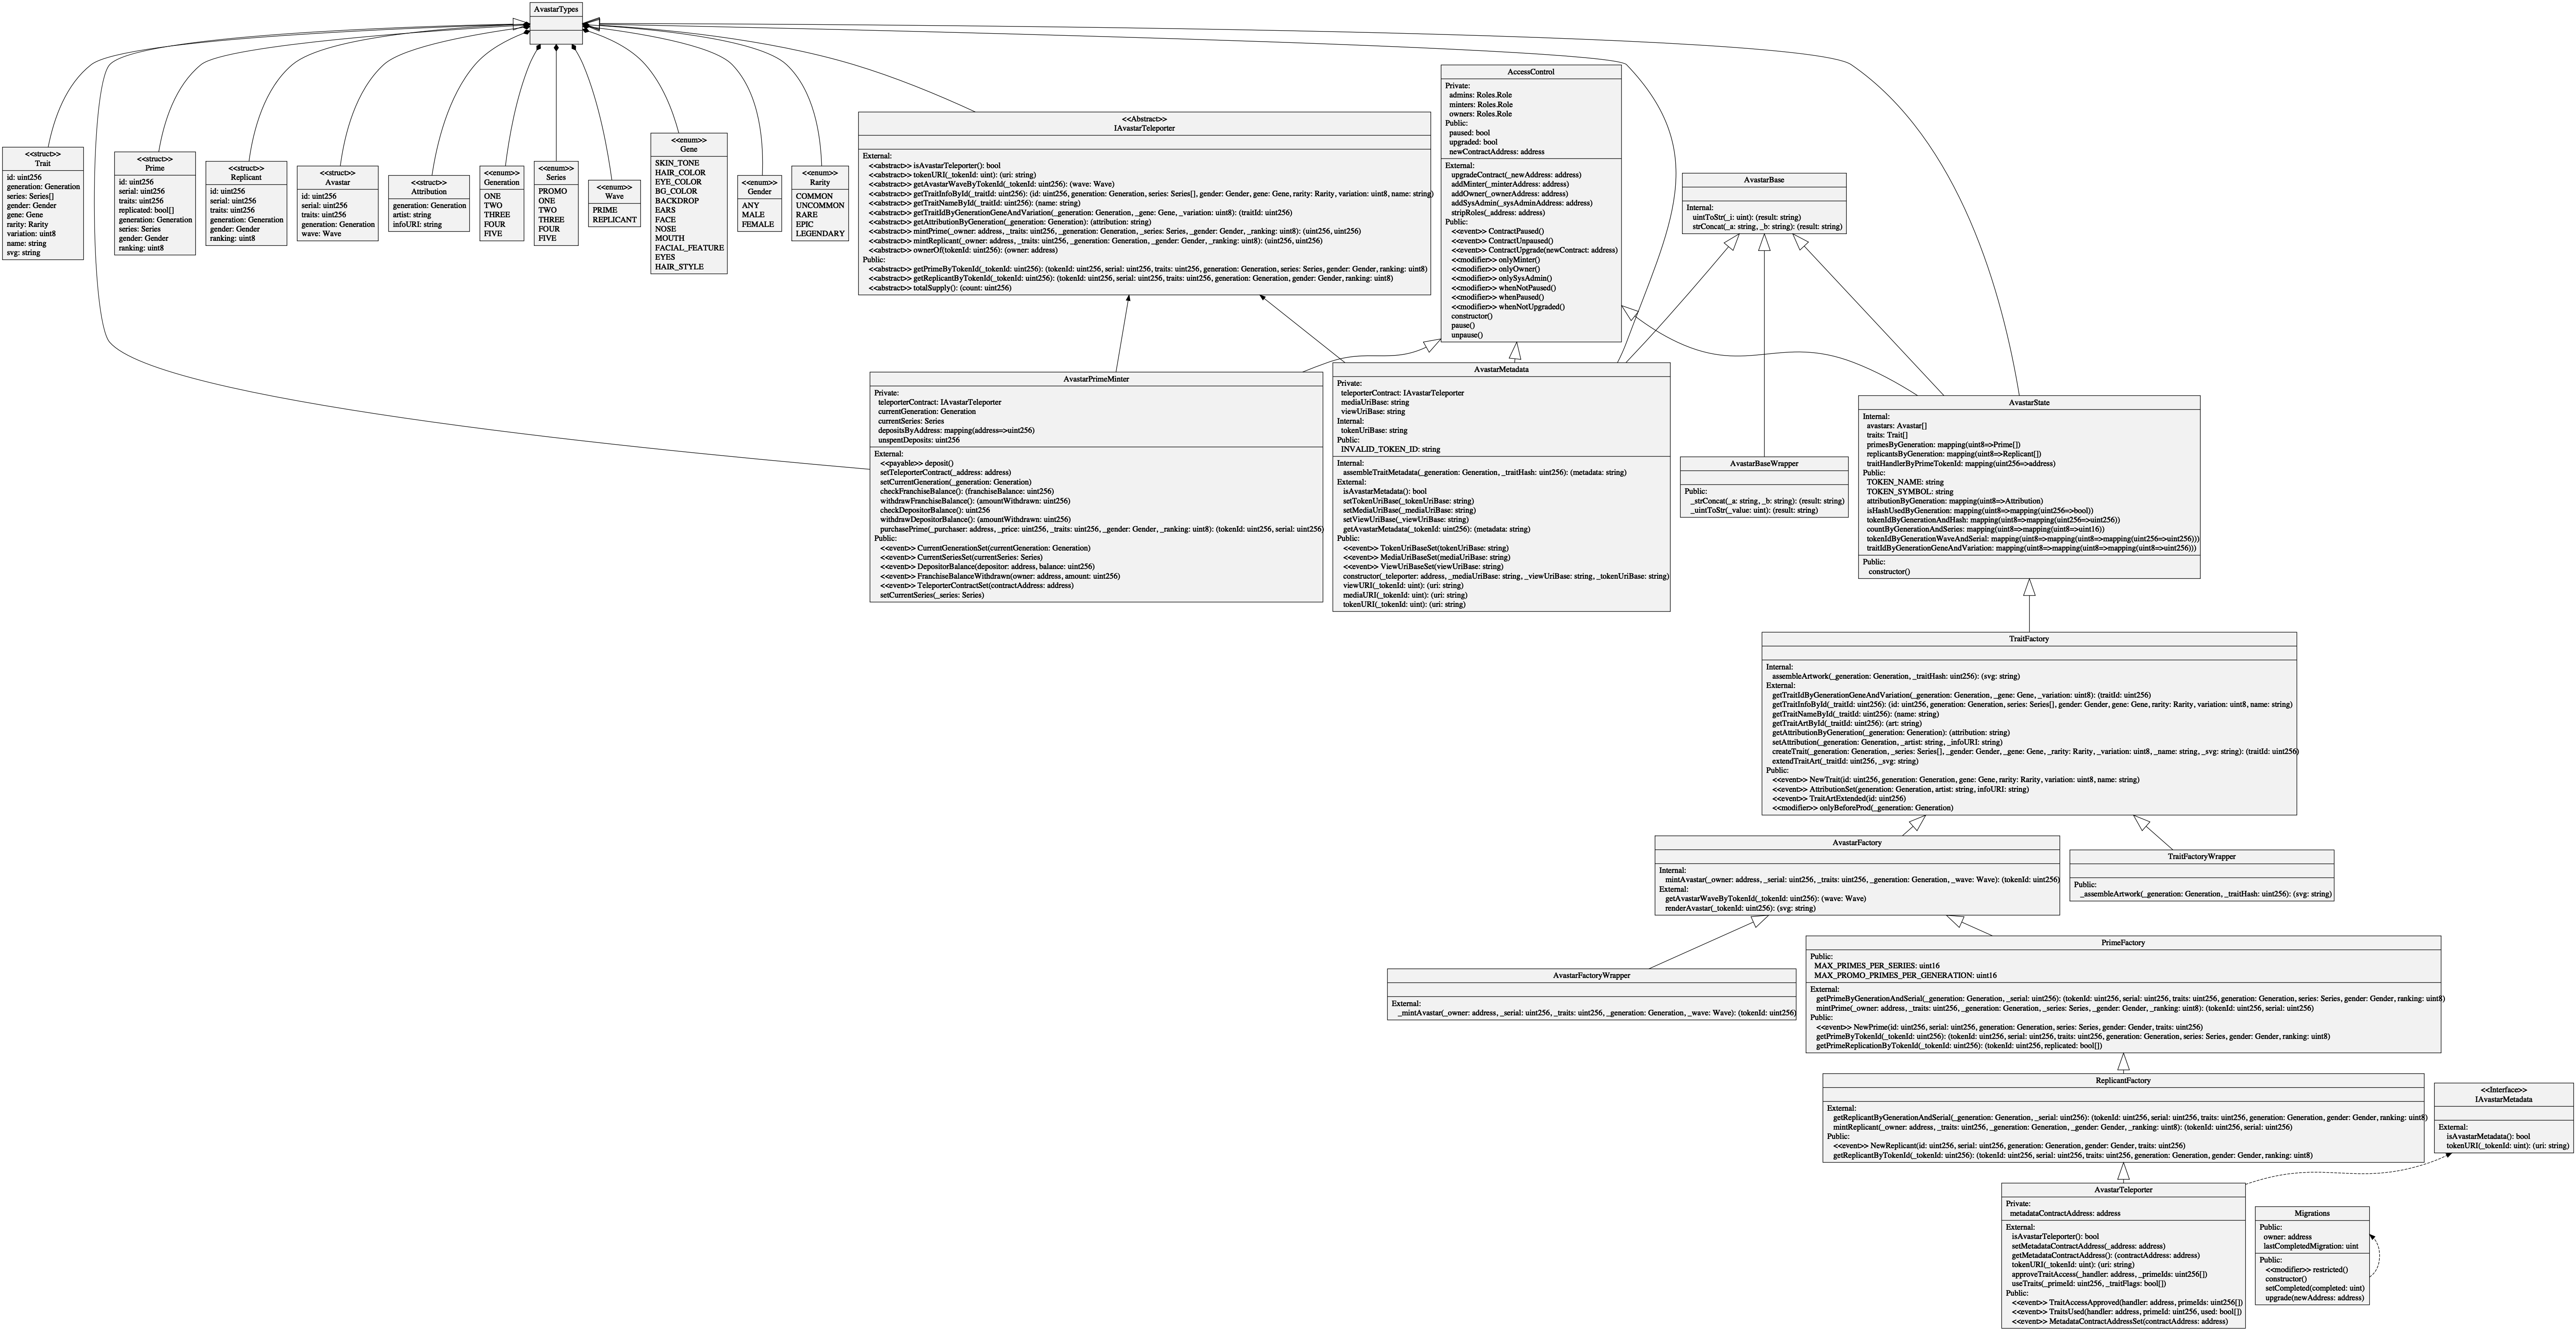 AvastarTypes
<<struct>>
Trait
id: uint256
generation: Generation
series: Series[]
gender: Gender
gene: Gene
rarity: Rarity
variation: uint8
name: string
svg: string
<<struct>>
Prime
id: uint256
serial: uint256
traits: uint256
replicated: bool[]
generation: Generation
series: Series
gender: Gender
ranking: uint8
<<struct>>
Replicant
id: uint256
serial: uint256
traits: uint256
generation: Generation
gender: Gender
ranking: uint8
<<struct>>
Avastar
id: uint256
serial: uint256
traits: uint256
generation: Generation
wave: Wave
<<struct>>
Attribution
generation: Generation
artist: string
infoURI: string
<<enum>>
Generation
ONE
TWO
THREE
FOUR
FIVE
<<enum>>
Series
PROMO
ONE
TWO
THREE
FOUR
FIVE
<<enum>>
Wave
PRIME
REPLICANT
<<enum>>
Gene
SKIN_TONE
HAIR_COLOR
EYE_COLOR
BG_COLOR
BACKDROP
EARS
FACE
NOSE
MOUTH
FACIAL_FEATURE
EYES
HAIR_STYLE
<<enum>>
Gender
ANY
MALE
FEMALE
<<enum>>
Rarity
COMMON
UNCOMMON
RARE
EPIC
LEGENDARY
<<Abstract>>
IAvastarTeleporter
External:
<<abstract>> isAvastarTeleporter(): bool
<<abstract>> tokenURI(_tokenId: uint): (uri: string)
<<abstract>> getAvastarWaveByTokenId(_tokenId: uint256): (wave: Wave)
<<abstract>> getTraitInfoById(_traitId: uint256): (id: uint256, generation: Generation, series: Series[], gender: Gender, gene: Gene, rarity: Rarity, variation: uint8, name: string)
<<abstract>> getTraitNameById(_traitId: uint256): (name: string)
<<abstract>> getTraitIdByGenerationGeneAndVariation(_generation: Generation, _gene: Gene, _variation: uint8): (traitId: uint256)
<<abstract>> getAttributionByGeneration(_generation: Generation): (attribution: string)
<<abstract>> mintPrime(_owner: address, _traits: uint256, _generation: Generation, _series: Series, _gender: Gender, _ranking: uint8): (uint256, uint256)
<<abstract>> mintReplicant(_owner: address, _traits: uint256, _generation: Generation, _gender: Gender, _ranking: uint8): (uint256, uint256)
<<abstract>> ownerOf(tokenId: uint256): (owner: address)
Public:
<<abstract>> getPrimeByTokenId(_tokenId: uint256): (tokenId: uint256, serial: uint256, traits: uint256, generation: Generation, series: Series, gender: Gender, ranking: uint8)
<<abstract>> getReplicantByTokenId(_tokenId: uint256): (tokenId: uint256, serial: uint256, traits: uint256, generation: Generation, gender: Gender, ranking: uint8)
<<abstract>> totalSupply(): (count: uint256)
AccessControl
Private:
admins: Roles.Role
minters: Roles.Role
owners: Roles.Role
Public:
paused: bool
upgraded: bool
newContractAddress: address
External:
upgradeContract(_newAddress: address)
addMinter(_minterAddress: address)
addOwner(_ownerAddress: address)
addSysAdmin(_sysAdminAddress: address)
stripRoles(_address: address)
Public:
<<event>> ContractPaused()
<<event>> ContractUnpaused()
<<event>> ContractUpgrade(newContract: address)
<<modifier>> onlyMinter()
<<modifier>> onlyOwner()
<<modifier>> onlySysAdmin()
<<modifier>> whenNotPaused()
<<modifier>> whenPaused()
<<modifier>> whenNotUpgraded()
constructor()
pause()
unpause()
AvastarBase
Internal:
uintToStr(_i: uint): (result: string)
strConcat(_a: string, _b: string): (result: string)
AvastarPrimeMinter
Private:
teleporterContract: IAvastarTeleporter
currentGeneration: Generation
currentSeries: Series
depositsByAddress: mapping(address=>uint256)
unspentDeposits: uint256
External:
<<payable>> deposit()
setTeleporterContract(_address: address)
setCurrentGeneration(_generation: Generation)
checkFranchiseBalance(): (franchiseBalance: uint256)
withdrawFranchiseBalance(): (amountWithdrawn: uint256)
checkDepositorBalance(): uint256
withdrawDepositorBalance(): (amountWithdrawn: uint256)
purchasePrime(_purchaser: address, _price: uint256, _traits: uint256, _gender: Gender, _ranking: uint8): (tokenId: uint256, serial: uint256)
Public:
<<event>> CurrentGenerationSet(currentGeneration: Generation)
<<event>> CurrentSeriesSet(currentSeries: Series)
<<event>> DepositorBalance(depositor: address, balance: uint256)
<<event>> FranchiseBalanceWithdrawn(owner: address, amount: uint256)
<<event>> TeleporterContractSet(contractAddress: address)
setCurrentSeries(_series: Series)
AvastarMetadata
Private:
teleporterContract: IAvastarTeleporter
mediaUriBase: string
viewUriBase: string
Internal:
tokenUriBase: string
Public:
INVALID_TOKEN_ID: string
Internal:
assembleTraitMetadata(_generation: Generation, _traitHash: uint256): (metadata: string)
External:
isAvastarMetadata(): bool
setTokenUriBase(_tokenUriBase: string)
setMediaUriBase(_mediaUriBase: string)
setViewUriBase(_viewUriBase: string)
getAvastarMetadata(_tokenId: uint256): (metadata: string)
Public:
<<event>> TokenUriBaseSet(tokenUriBase: string)
<<event>> MediaUriBaseSet(mediaUriBase: string)
<<event>> ViewUriBaseSet(viewUriBase: string)
constructor(_teleporter: address, _mediaUriBase: string, _viewUriBase: string, _tokenUriBase: string)
viewURI(_tokenId: uint): (uri: string)
mediaURI(_tokenId: uint): (uri: string)
tokenURI(_tokenId: uint): (uri: string)
AvastarBaseWrapper
Public:
_strConcat(_a: string, _b: string): (result: string)
_uintToStr(_value: uint): (result: string)
AvastarState
Internal:
avastars: Avastar[]
traits: Trait[]
primesByGeneration: mapping(uint8=>Prime[])
replicantsByGeneration: mapping(uint8=>Replicant[])
traitHandlerByPrimeTokenId: mapping(uint256=>address)
Public:
TOKEN_NAME: string
TOKEN_SYMBOL: string
attributionByGeneration: mapping(uint8=>Attribution)
isHashUsedByGeneration: mapping(uint8=>mapping(uint256=>bool))
tokenIdByGenerationAndHash: mapping(uint8=>mapping(uint256=>uint256))
countByGenerationAndSeries: mapping(uint8=>mapping(uint8=>uint16))
tokenIdByGenerationWaveAndSerial: mapping(uint8=>mapping(uint8=>mapping(uint256=>uint256)))
traitIdByGenerationGeneAndVariation: mapping(uint8=>mapping(uint8=>mapping(uint8=>uint256)))
Public:
constructor()
TraitFactory
Internal:
assembleArtwork(_generation: Generation, _traitHash: uint256): (svg: string)
External:
getTraitIdByGenerationGeneAndVariation(_generation: Generation, _gene: Gene, _variation: uint8): (traitId: uint256)
getTraitInfoById(_traitId: uint256): (id: uint256, generation: Generation, series: Series[], gender: Gender, gene: Gene, rarity: Rarity, variation: uint8, name: string)
getTraitNameById(_traitId: uint256): (name: string)
getTraitArtById(_traitId: uint256): (art: string)
getAttributionByGeneration(_generation: Generation): (attribution: string)
setAttribution(_generation: Generation, _artist: string, _infoURI: string)
createTrait(_generation: Generation, _series: Series[], _gender: Gender, _gene: Gene, _rarity: Rarity, _variation: uint8, _name: string, _svg: string): (traitId: uint256)
extendTraitArt(_traitId: uint256, _svg: string)
Public:
<<event>> NewTrait(id: uint256, generation: Generation, gene: Gene, rarity: Rarity, variation: uint8, name: string)
<<event>> AttributionSet(generation: Generation, artist: string, infoURI: string)
<<event>> TraitArtExtended(id: uint256)
<<modifier>> onlyBeforeProd(_generation: Generation)
AvastarFactory
Internal:
mintAvastar(_owner: address, _serial: uint256, _traits: uint256, _generation: Generation, _wave: Wave): (tokenId: uint256)
External:
getAvastarWaveByTokenId(_tokenId: uint256): (wave: Wave)
renderAvastar(_tokenId: uint256): (svg: string)
TraitFactoryWrapper
Public:
_assembleArtwork(_generation: Generation, _traitHash: uint256): (svg: string)
AvastarFactoryWrapper
External:
_mintAvastar(_owner: address, _serial: uint256, _traits: uint256, _generation: Generation, _wave: Wave): (tokenId: uint256)
PrimeFactory
Public:
MAX_PRIMES_PER_SERIES: uint16
MAX_PROMO_PRIMES_PER_GENERATION: uint16
External:
getPrimeByGenerationAndSerial(_generation: Generation, _serial: uint256): (tokenId: uint256, serial: uint256, traits: uint256, generation: Generation, series: Series, gender: Gender, ranking: uint8)
mintPrime(_owner: address, _traits: uint256, _generation: Generation, _series: Series, _gender: Gender, _ranking: uint8): (tokenId: uint256, serial: uint256)
Public:
<<event>> NewPrime(id: uint256, serial: uint256, generation: Generation, series: Series, gender: Gender, traits: uint256)
getPrimeByTokenId(_tokenId: uint256): (tokenId: uint256, serial: uint256, traits: uint256, generation: Generation, series: Series, gender: Gender, ranking: uint8)
getPrimeReplicationByTokenId(_tokenId: uint256): (tokenId: uint256, replicated: bool[])
ReplicantFactory
External:
getReplicantByGenerationAndSerial(_generation: Generation, _serial: uint256): (tokenId: uint256, serial: uint256, traits: uint256, generation: Generation, gender: Gender, ranking: uint8)
mintReplicant(_owner: address, _traits: uint256, _generation: Generation, _gender: Gender, _ranking: uint8): (tokenId: uint256, serial: uint256)
Public:
<<event>> NewReplicant(id: uint256, serial: uint256, generation: Generation, gender: Gender, traits: uint256)
getReplicantByTokenId(_tokenId: uint256): (tokenId: uint256, serial: uint256, traits: uint256, generation: Generation, gender: Gender, ranking: uint8)
<<Interface>>
IAvastarMetadata
External:
isAvastarMetadata(): bool
tokenURI(_tokenId: uint): (uri: string)
AvastarTeleporter
Private:
metadataContractAddress: address
External:
isAvastarTeleporter(): bool
setMetadataContractAddress(_address: address)
getMetadataContractAddress(): (contractAddress: address)
tokenURI(_tokenId: uint): (uri: string)
approveTraitAccess(_handler: address, _primeIds: uint256[])
useTraits(_primeId: uint256, _traitFlags: bool[])
Public:
<<event>> TraitAccessApproved(handler: address, primeIds: uint256[])
<<event>> TraitsUsed(handler: address, primeId: uint256, used: bool[])
<<event>> MetadataContractAddressSet(contractAddress: address)
Migrations
Public:
owner: address
lastCompletedMigration: uint
Public:
<<modifier>> restricted()
constructor()
setCompleted(completed: uint)
upgrade(newAddress: address)